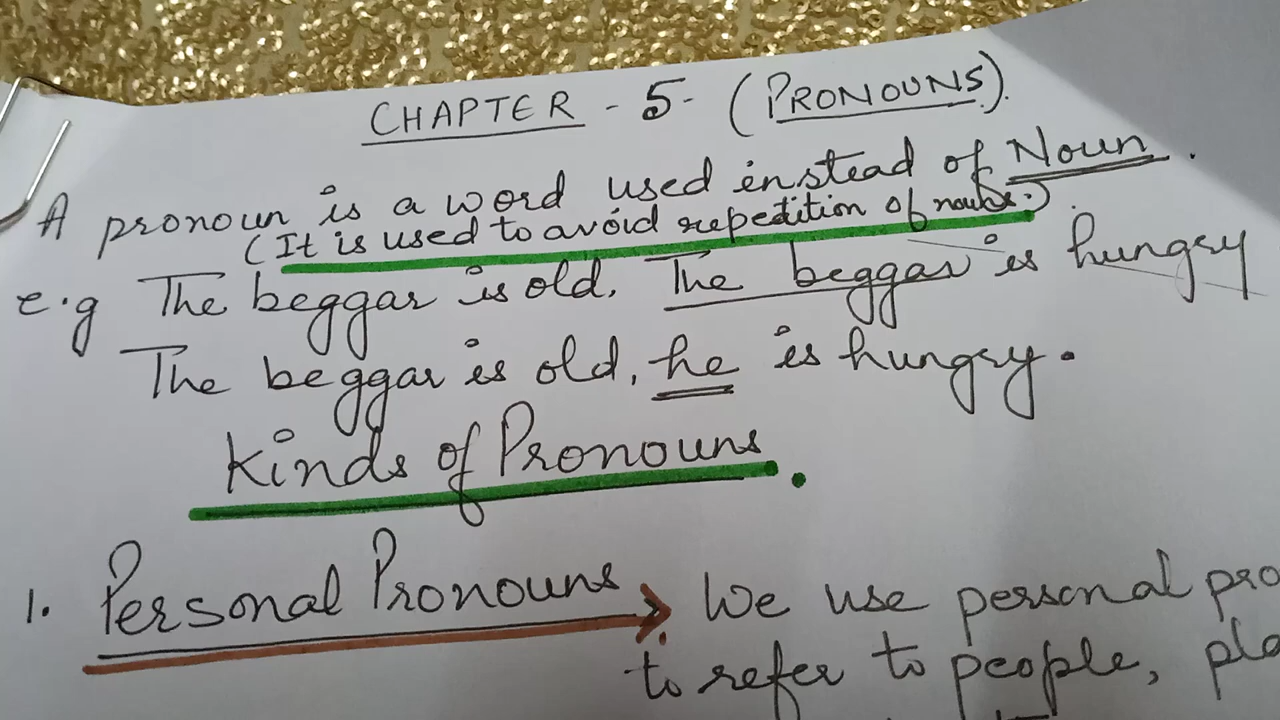 CHAPTER - 5 - (PRONOUNS).
A pronoun is a word used instead of Noun.
(It is used to avoid repetition of nouns.)
e.g The beggar is old. The beggar is hungry
The beggar is old, he is hungry.
Kinds of Pronouns.
1. Personal Pronouns → We use personal pro
to refer to people,